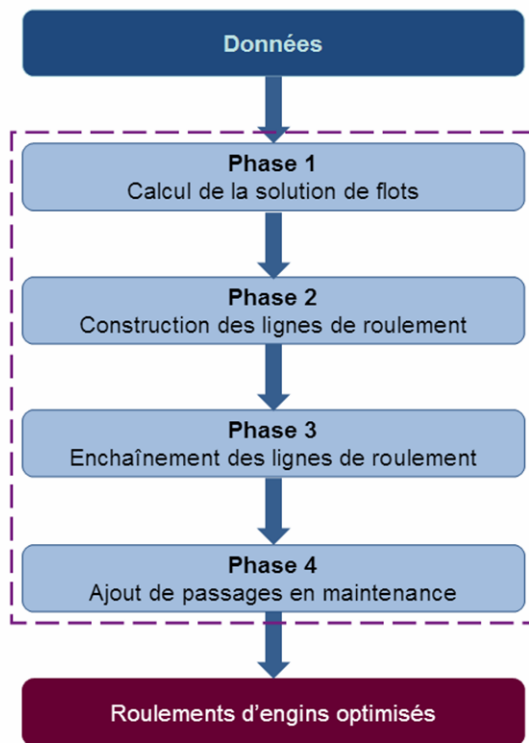 Données
Phase 1
Calcul de la solution de flots
Phase 2
Construction des lignes de roulement
Phase 3
Enchaînement des lignes de roulement
Phase 4
Ajout de passages en maintenance
Roulements d'engins optimisés